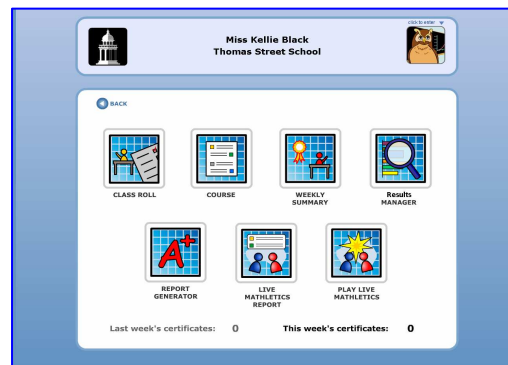 click to enter
Miss Kellie Black
Thomas Street School
BACK
CLASS ROLL
COURSE
WEEKLY
SUMMARY
Results
MANAGER
A+
REPORT
GENERATOR
LIVE
MATHLETICS
REPORT
PLAY LIVE
MATHLETICS
Last week's certificates: 0
This week's certificates: 0